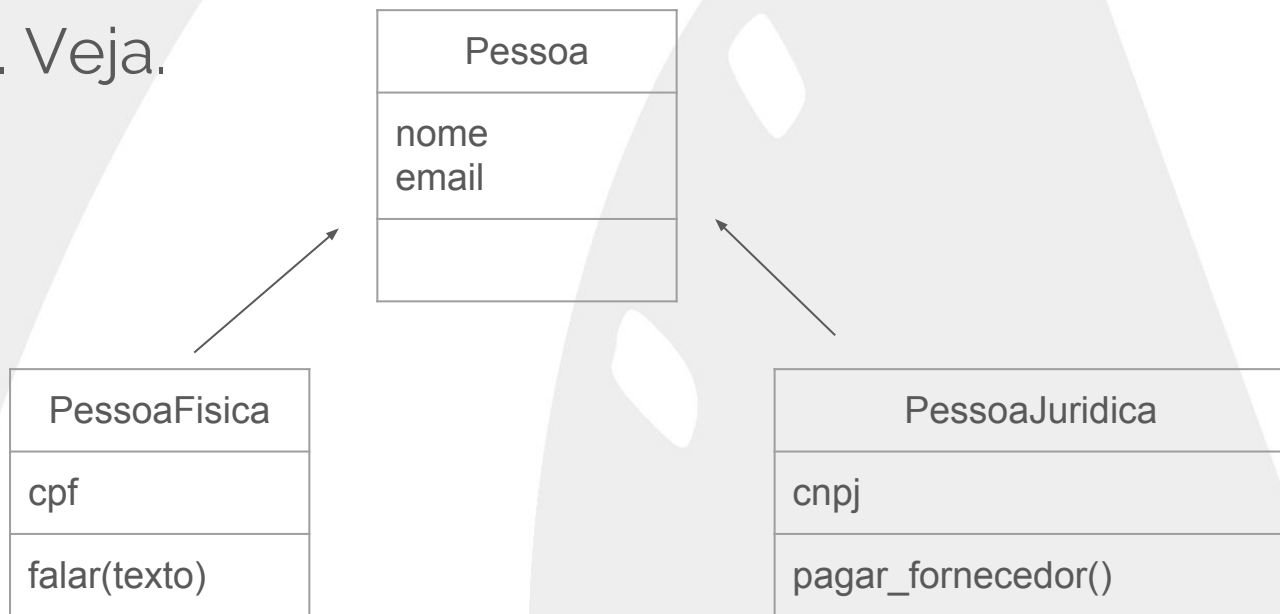 . Veja.
Pessoa
nome
email
PessoaFisica
cpf
falar(texto)
PessoaJuridica
cnpj
pagar_fornecedor()